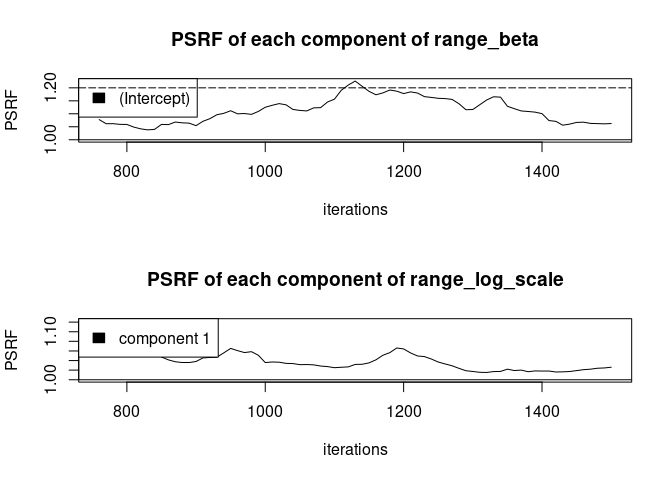 PSRF of each component of range_beta
PSRF
1.20
1.00
(Intercept)
800 1000 1200 1400
iterations
PSRF of each component of range_log_scale
PSRF
1.10
1.00
component 1
800 1000 1200 1400
iterations